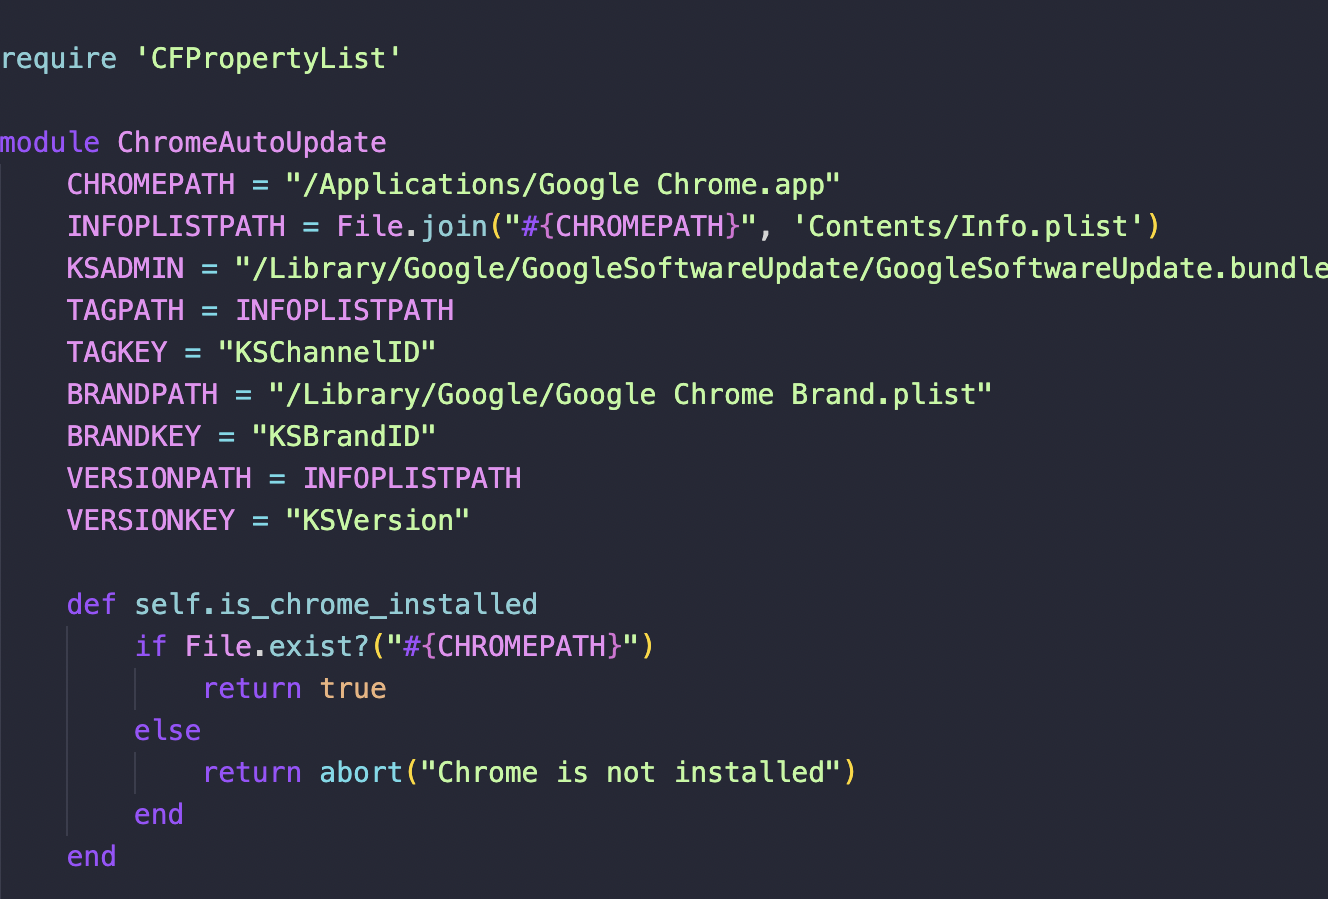 require 'CFPropertyList'
module ChromeAutoUpdate
CHROMEPATH = "/Applications/Google Chrome.app"
INFOPLISTPATH = File.join("#{CHROMEPATH}", 'Contents/Info.plist')
KSADMIN = "/Library/Google/GoogleSoftwareUpdate/GoogleSoftwareUpdate.bundle
TAGPATH = INFOPLISTPATH
TAGKEY = "KSChannelID"
BRANDPATH = "/Library/Google/Google Chrome Brand.plist"
BRANDKEY = "KSBrandID"
VERSIONPATH = INFOPLISTPATH
VERSIONKEY = "KSVersion"
def self.is_chrome_installed
if File.exist?("#{CHROMEPATH}")
return true
else
return abort("Chrome is not installed")
end
end